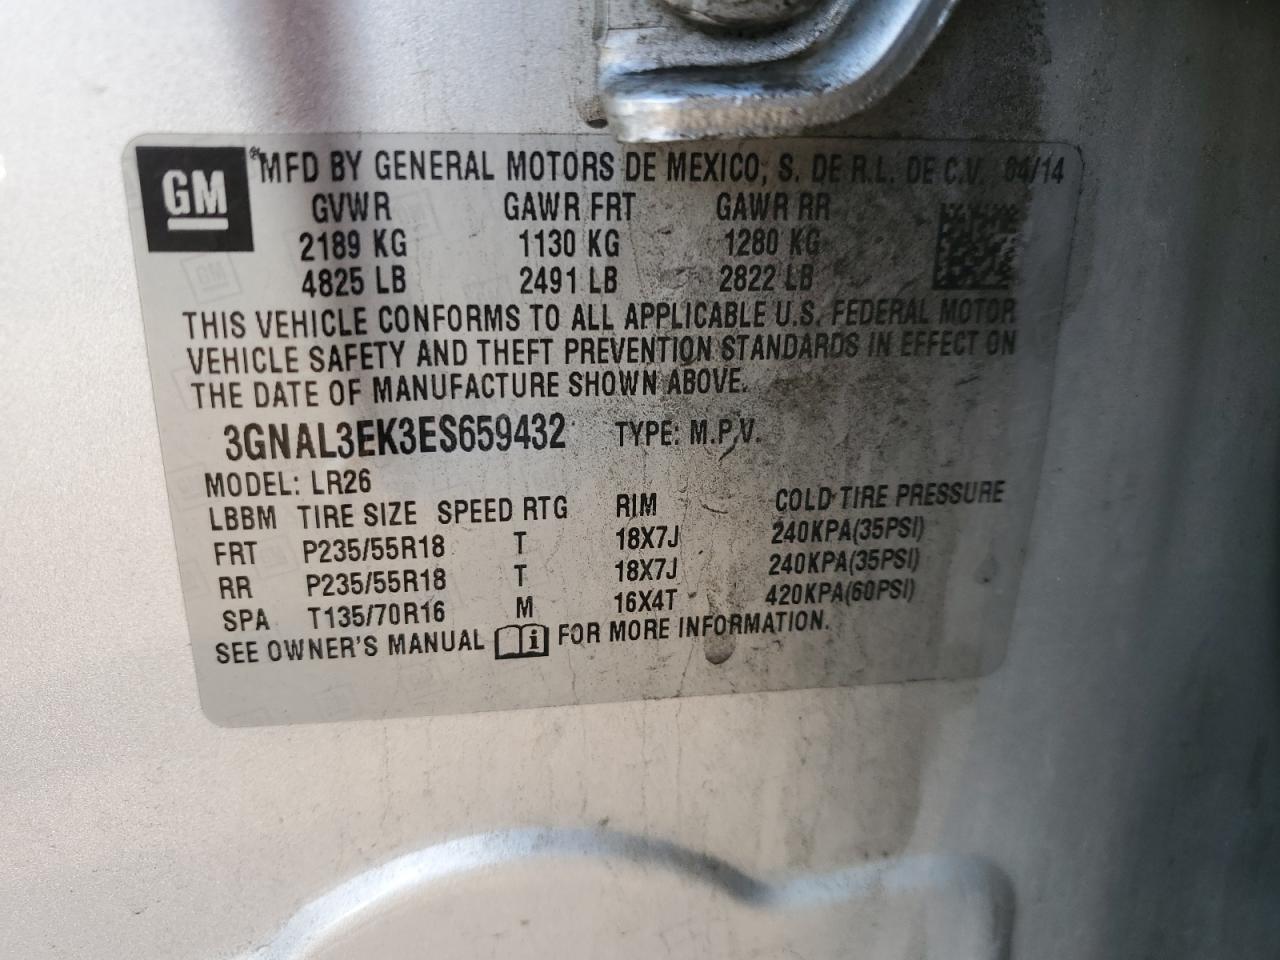 GM
MFD BY GENERAL MOTORS DE MEXICO, S. DE R.L. DE C.V. 04/14
GVWR GAWR FRT GAWR RR
2189 KG 1130 KG 1280 KG
4825 LB 2491 LB 2822 LB
THIS VEHICLE CONFORMS TO ALL APPLICABLE U.S. FEDERAL MOTOR
VEHICLE SAFETY AND THEFT PREVENTION STANDARDS IN EFFECT ON
THE DATE OF MANUFACTURE SHOWN ABOVE.
3GNAL3EK3ES659432 TYPE: M.P.V.
MODEL: LR26
LBBM TIRE SIZE SPEED RTG RIM COLD TIRE PRESSURE
FRT P235/55R18 T 18X7J 240KPA(35PSI)
RR P235/55R18 T 18X7J 240KPA(35PSI)
SPA T135/70R16 M 16X4T 420KPA(60PSI)
SEE OWNER'S MANUAL i FOR MORE INFORMATION.